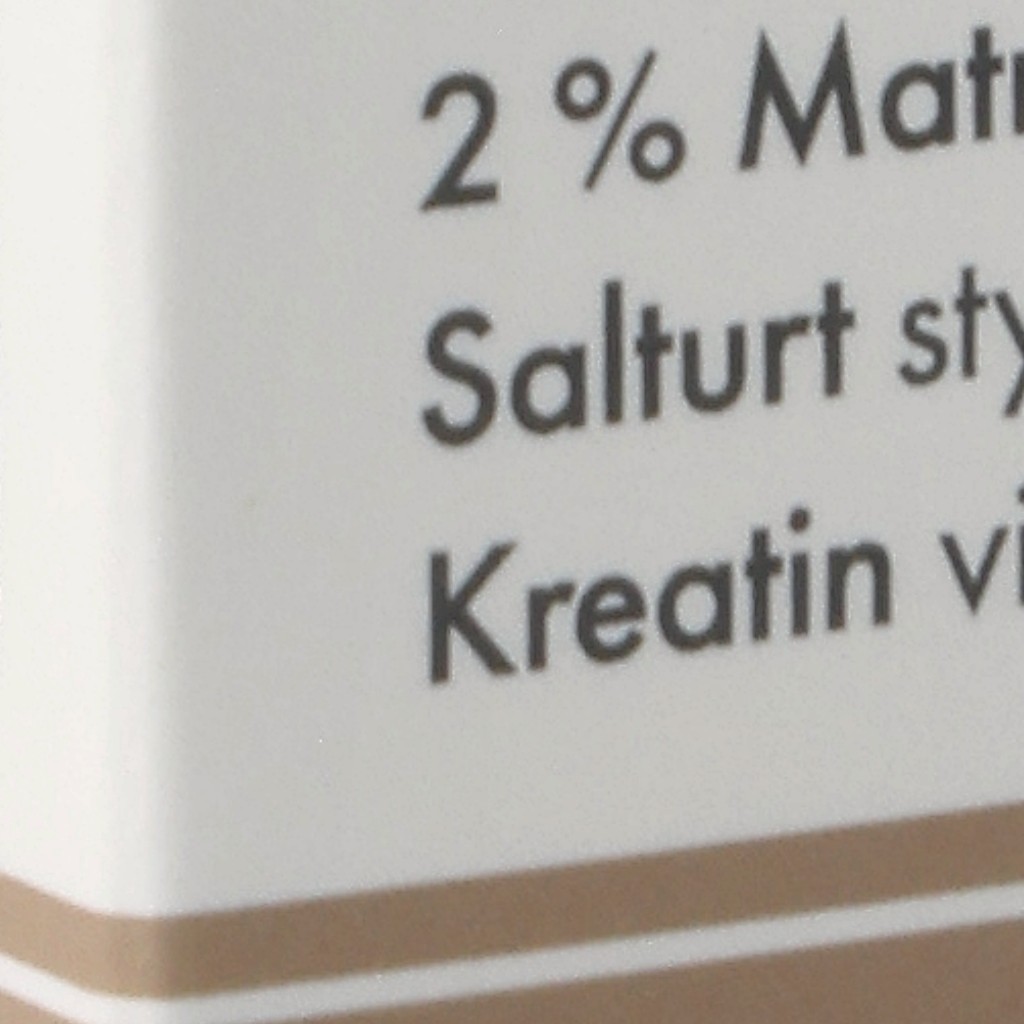 2 % Matr
Salturt sty
Kreatin vi